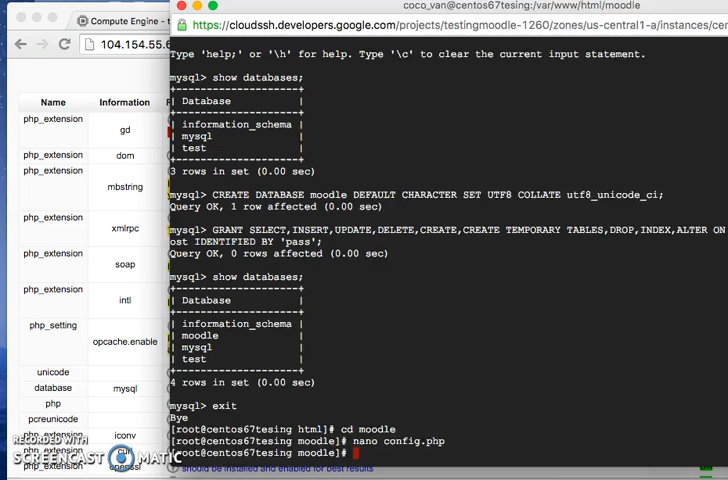 coco_van@centos67tesing:/var/www/html/moodle
Compute Engine -
https://cloudssh.developers.google.com/projects/testingmoodle-1260/zones/us-central1-a/instances/cen
104.154.55.6
Type 'help;' or '\h' for help. Type '\c' to clear the current input statement.
mysql> show databases;
+--------------------+
| Database           |
+--------------------+
| information_schema |
| mysql              |
| test               |
+--------------------+
3 rows in set (0.00 sec)
mysql> CREATE DATABASE moodle DEFAULT CHARACTER SET UTF8 COLLATE utf8_unicode_ci;
Query OK, 1 row affected (0.00 sec)
mysql> GRANT SELECT,INSERT,UPDATE,DELETE,CREATE,CREATE TEMPORARY TABLES,DROP,INDEX,ALTER ON
ost IDENTIFIED BY 'pass';
Query OK, 0 rows affected (0.00 sec)
mysql> show databases;
+--------------------+
| Database           |
+--------------------+
| information_schema |
| moodle             |
| mysql              |
| test               |
+--------------------+
4 rows in set (0.00 sec)
mysql> exit
Bye
[root@centos67tesing html]# cd moodle
[root@centos67tesing moodle]# nano config.php
[root@centos67tesing moodle]#
should be installed and enabled for best results
Name Information
php_extension gd
php_extension dom
php_extension mbstring
php_extension xmlrpc
php_extension soap
php_extension intl
php_setting opcache.enable
unicode
database mysql
php
pcreunicode
php_extension iconv
php_extension
php_extension openssl
RECORDED WITH
SCREENCAST MATIC